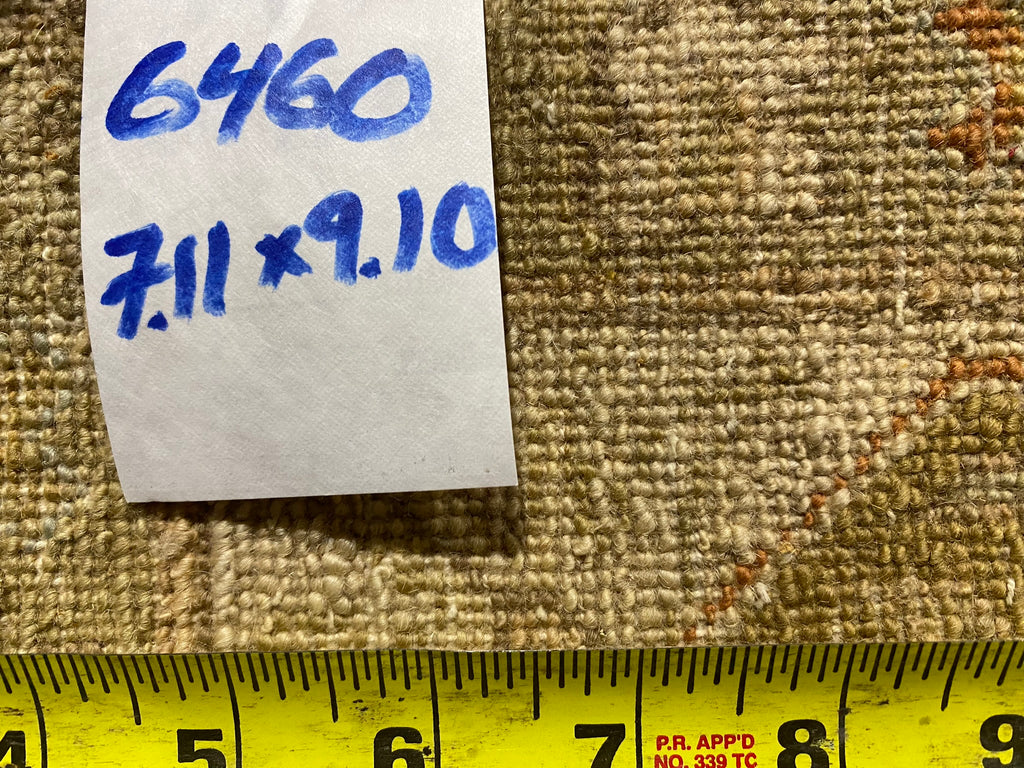 6460
7.11 x 9.10
4 5 6 7 8 9
P.R. APP'D
NO. 339 TC